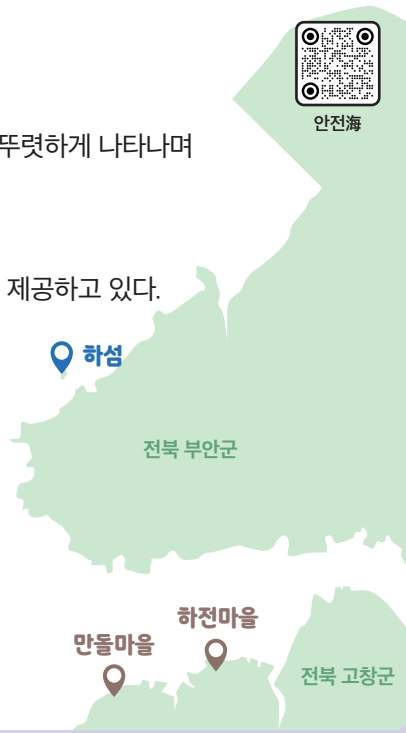 안전海
뚜렷하게 나타나며
제공하고 있다.
하섬
전북 부안군
하전마을
만돌마을
전북 고창군